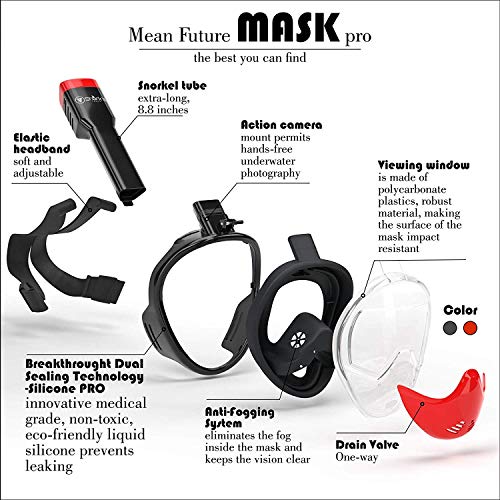 Mean Future MASK pro
the best you can find
Snorkel tube
extra-long,
8.8 inches
Elastic
headband
soft and
adjustable
Action camera
mount permits
hands-free
underwater
photography
Viewing window
is made of
polycarbonate
plastics, robust
material, making
the surface of the
mask impact
resistant
Color
Breakthrought Dual
Sealing Technology
-Silicone PRO
innovative medical
grade, non-toxic,
eco-friendly liquid
silicone prevents
leaking
Anti-Fogging
System
eliminates the fog
inside the mask and
keeps the vision clear
Drain Valve
One-way